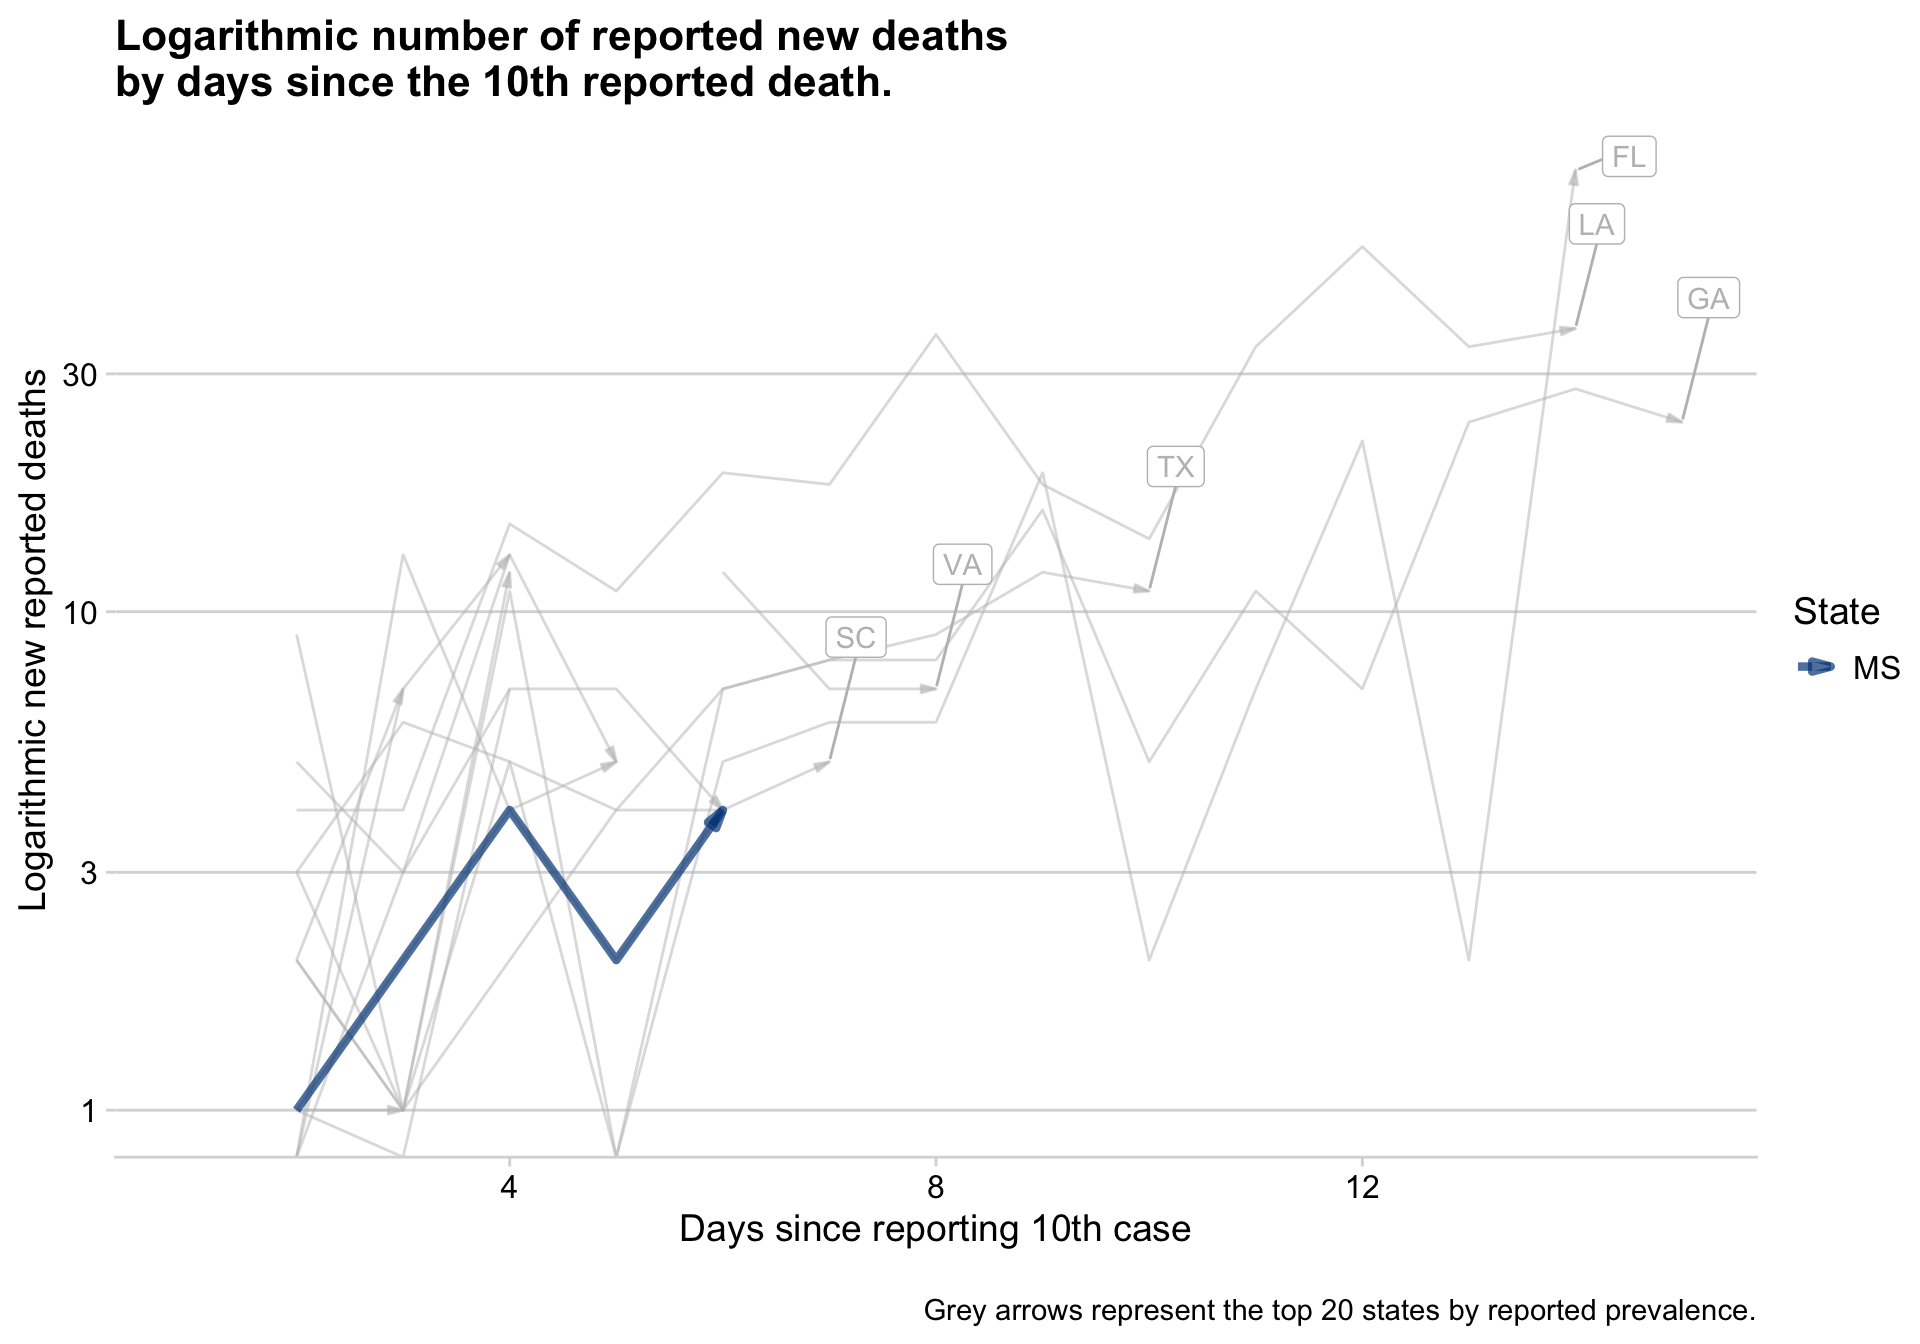 Logarithmic number of reported new deaths
by days since the 10th reported death.
FL
LA
GA
TX
VA
SC
30
10
3
1
Logarithmic new reported deaths
4
8
12
Days since reporting 10th case
State
MS
Grey arrows represent the top 20 states by reported prevalence.